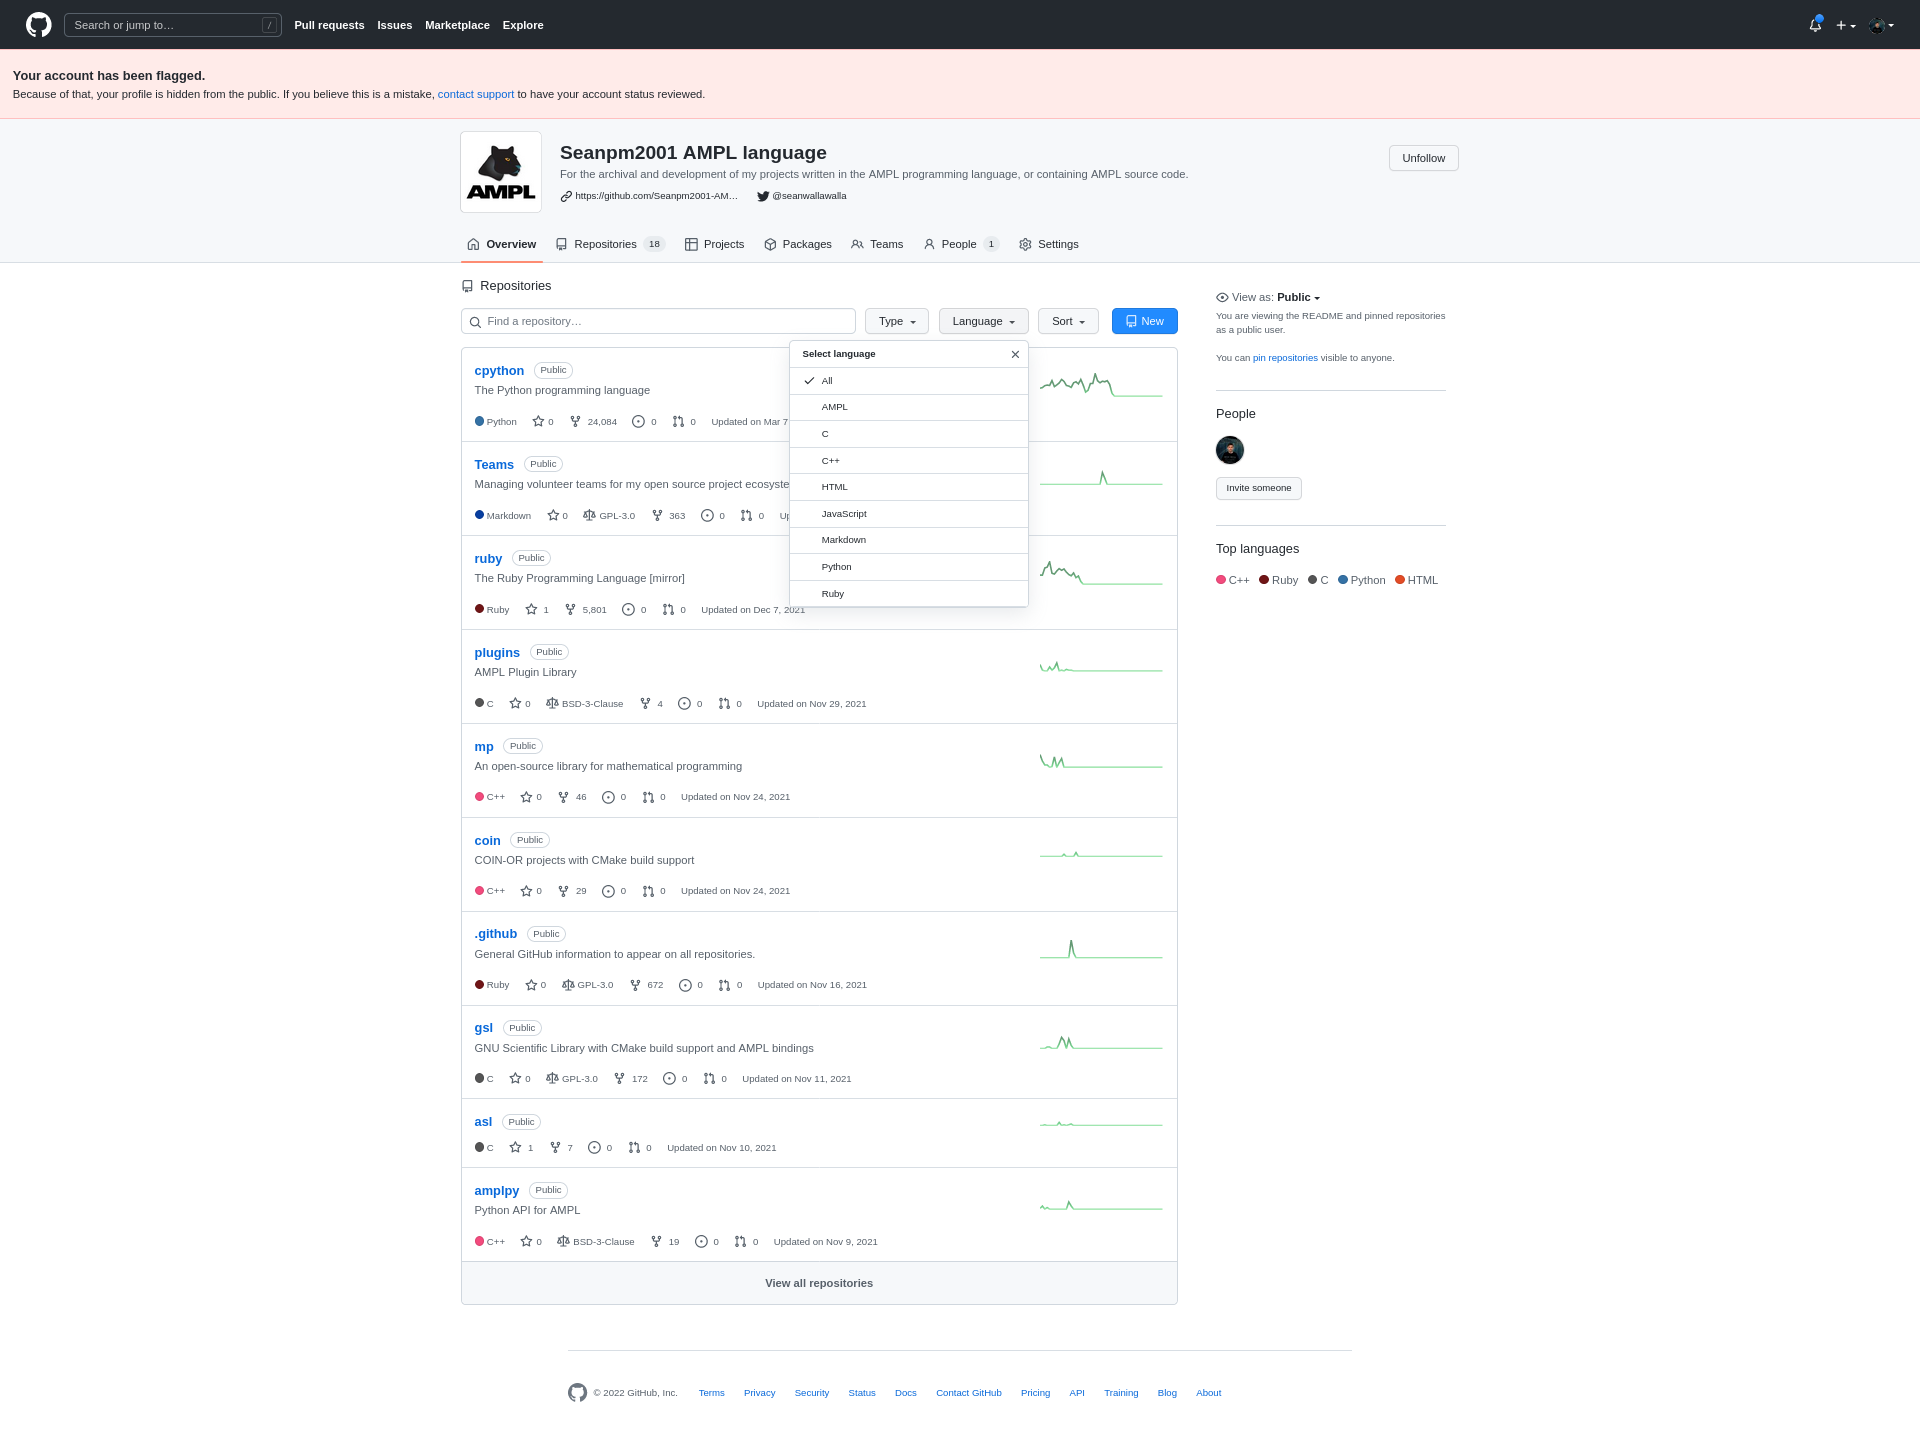 Search or jump to…
/
Pull requests Issues Marketplace Explore
Your account has been flagged.
Because of that, your profile is hidden from the public. If you believe this is a mistake, contact support to have your account status reviewed.
AMPL
Seanpm2001 AMPL language
For the archival and development of my projects written in the AMPL programming language, or containing AMPL source code.
https://github.com/Seanpm2001-AM… @seanwallawalla
Unfollow
Overview Repositories 18 Projects Packages Teams People 1 Settings
Repositories
Find a repository…
Type Language Sort New
Select language
All
AMPL
C
C++
HTML
JavaScript
Markdown
Python
Ruby
cpython Public
The Python programming language
Python 0 24,084 0 0 Updated on Mar 7
Teams Public
Managing volunteer teams for my open source project ecosyste
Markdown 0 GPL-3.0 363 0 0 Up
ruby Public
The Ruby Programming Language [mirror]
Ruby 1 5,801 0 0 Updated on Dec 7, 2021
plugins Public
AMPL Plugin Library
C 0 BSD-3-Clause 4 0 0 Updated on Nov 29, 2021
mp Public
An open-source library for mathematical programming
C++ 0 46 0 0 Updated on Nov 24, 2021
coin Public
COIN-OR projects with CMake build support
C++ 0 29 0 0 Updated on Nov 24, 2021
.github Public
General GitHub information to appear on all repositories.
Ruby 0 GPL-3.0 672 0 0 Updated on Nov 16, 2021
gsl Public
GNU Scientific Library with CMake build support and AMPL bindings
C 0 GPL-3.0 172 0 0 Updated on Nov 11, 2021
asl Public
C 1 7 0 0 Updated on Nov 10, 2021
amplpy Public
Python API for AMPL
C++ 0 BSD-3-Clause 19 0 0 Updated on Nov 9, 2021
View all repositories
View as: Public
You are viewing the README and pinned repositories
as a public user.
You can pin repositories visible to anyone.
People
Invite someone
Top languages
C++ Ruby C Python HTML
© 2022 GitHub, Inc. Terms Privacy Security Status Docs Contact GitHub Pricing API Training Blog About